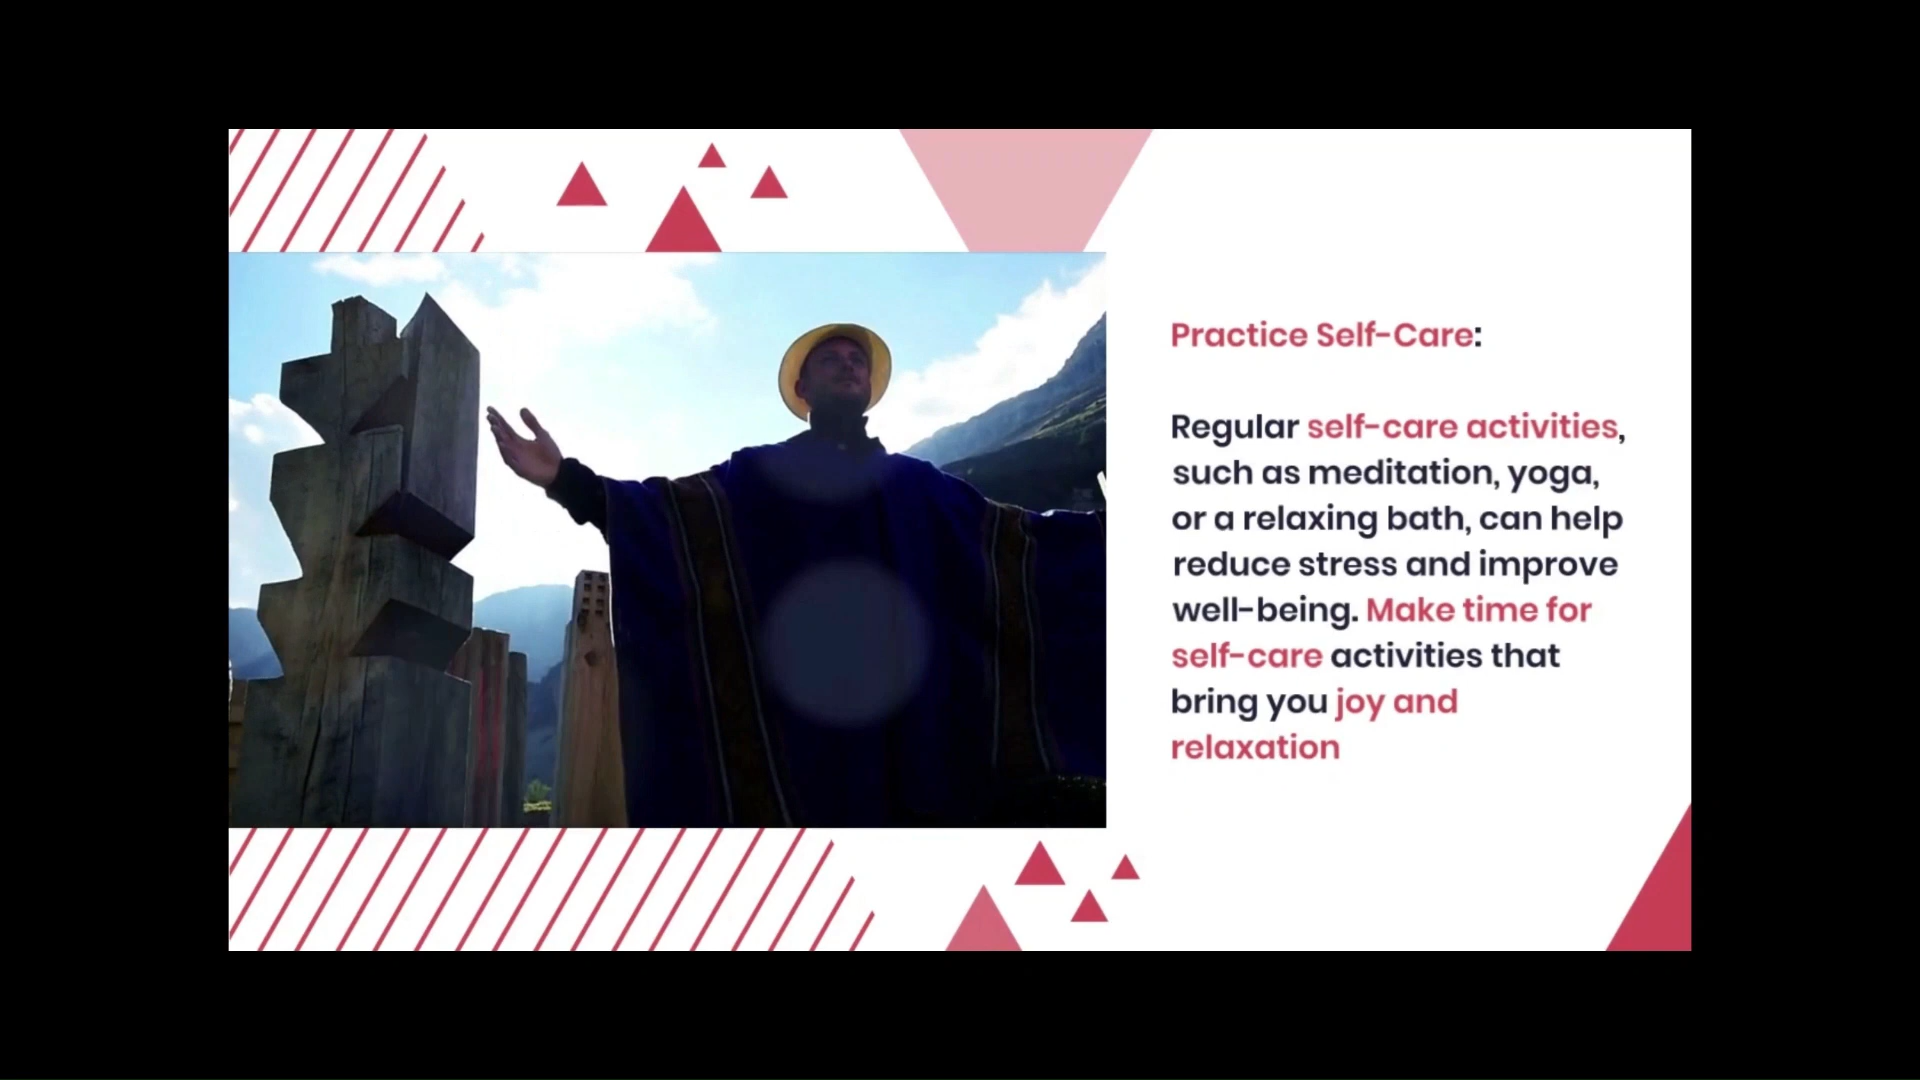 Practice Self-Care:
Regular self-care activities,
such as meditation, yoga,
or a relaxing bath, can help
reduce stress and improve
well-being. Make time for
self-care activities that
bring you joy and
relaxation